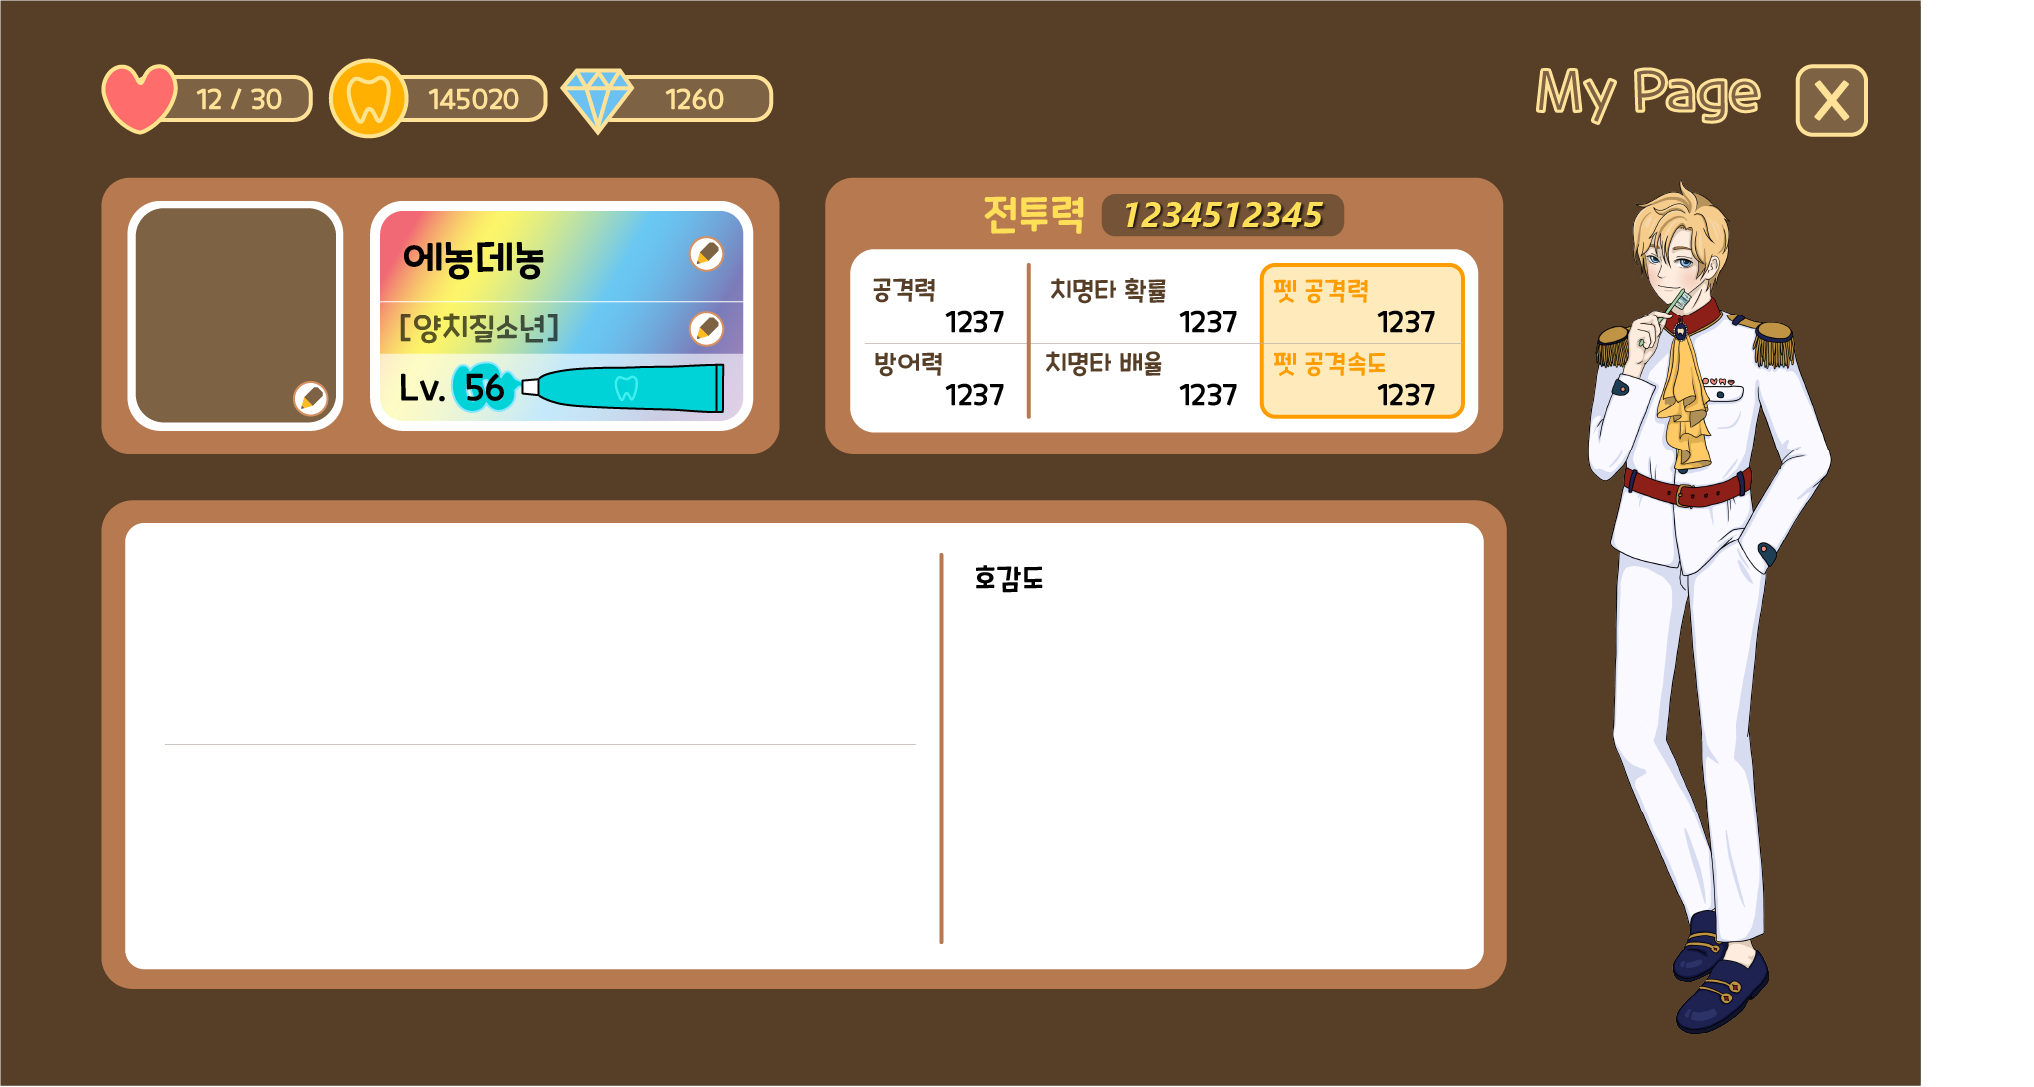 12 / 30
145020
1260
My Page
X
에농데농
[양치질소년]
Lv. 56
전투력 1234512345
공격력
1237
치명타 확률
1237
펫 공격력
1237
방어력
1237
치명타 배율
1237
펫 공격속도
1237
호감도